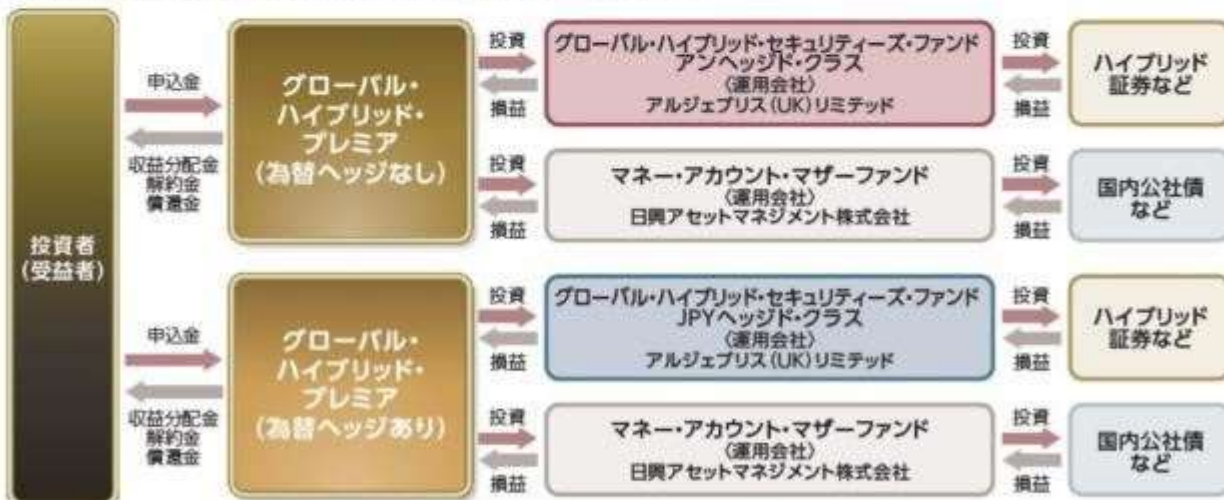 投資者
(受益者)
申込金
収益分配金
解約金
償還金
グローバル・
ハイブリッド・
プレミア
(為替ヘッジなし)
投資
損益
グローバル・ハイブリッド・セキュリティーズ・ファンド
アンヘッジド・クラス
〈運用会社〉
アルジェブリス(UK)リミテッド
投資
損益
ハイブリッド
証券など
投資
損益
マネー・アカウント・マザーファンド
〈運用会社〉
日興アセットマネジメント株式会社
投資
損益
国内公社債
など
申込金
収益分配金
解約金
償還金
グローバル・
ハイブリッド・
プレミア
(為替ヘッジあり)
投資
損益
グローバル・ハイブリッド・セキュリティーズ・ファンド
JPYヘッジド・クラス
〈運用会社〉
アルジェブリス(UK)リミテッド
投資
損益
ハイブリッド
証券など
投資
損益
マネー・アカウント・マザーファンド
〈運用会社〉
日興アセットマネジメント株式会社
投資
損益
国内公社債
など